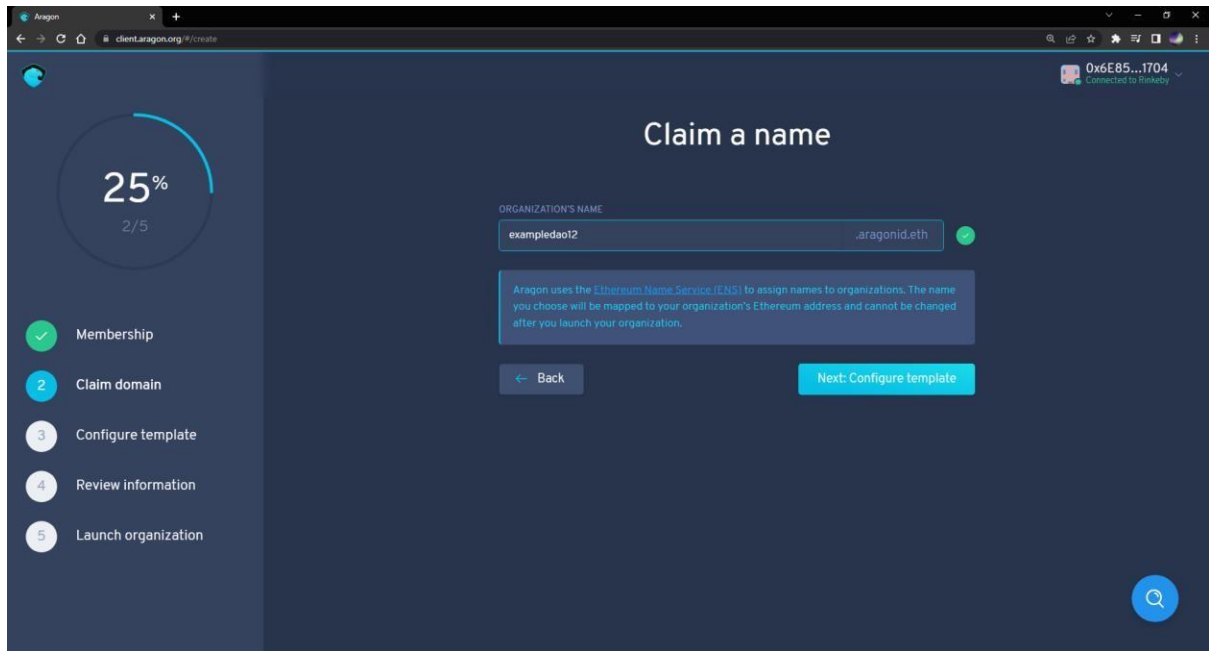 Aragon
client.aragon.org/#/create
0x6E85...1704
Connected to Rinkeby
25%
2/5
Membership
2 Claim domain
3 Configure template
4 Review information
5 Launch organization
Claim a name
ORGANIZATION'S NAME
exampledao12 .aragonid.eth
Aragon uses the Ethereum Name Service (ENS) to assign names to organizations. The name
you choose will be mapped to your organization's Ethereum address and cannot be changed
after you launch your organization.
Back
Next: Configure template